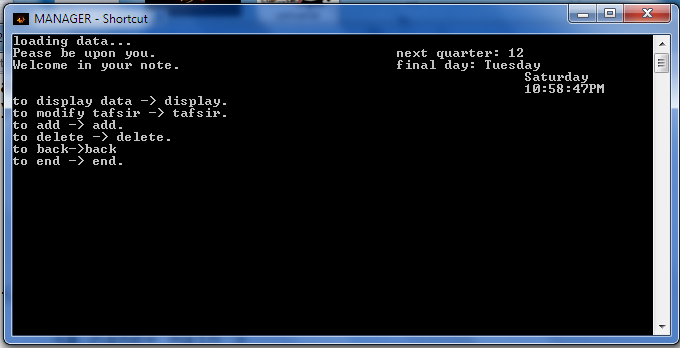 MANAGER - Shortcut
loading data...
Pease be upon you. next quarter: 12
Welcome in your note. final day: Tuesday
Saturday
10:58:47PM
to display data -> display.
to modify tafsir -> tafsir.
to add -> add.
to delete -> delete.
to back->back
to end -> end.